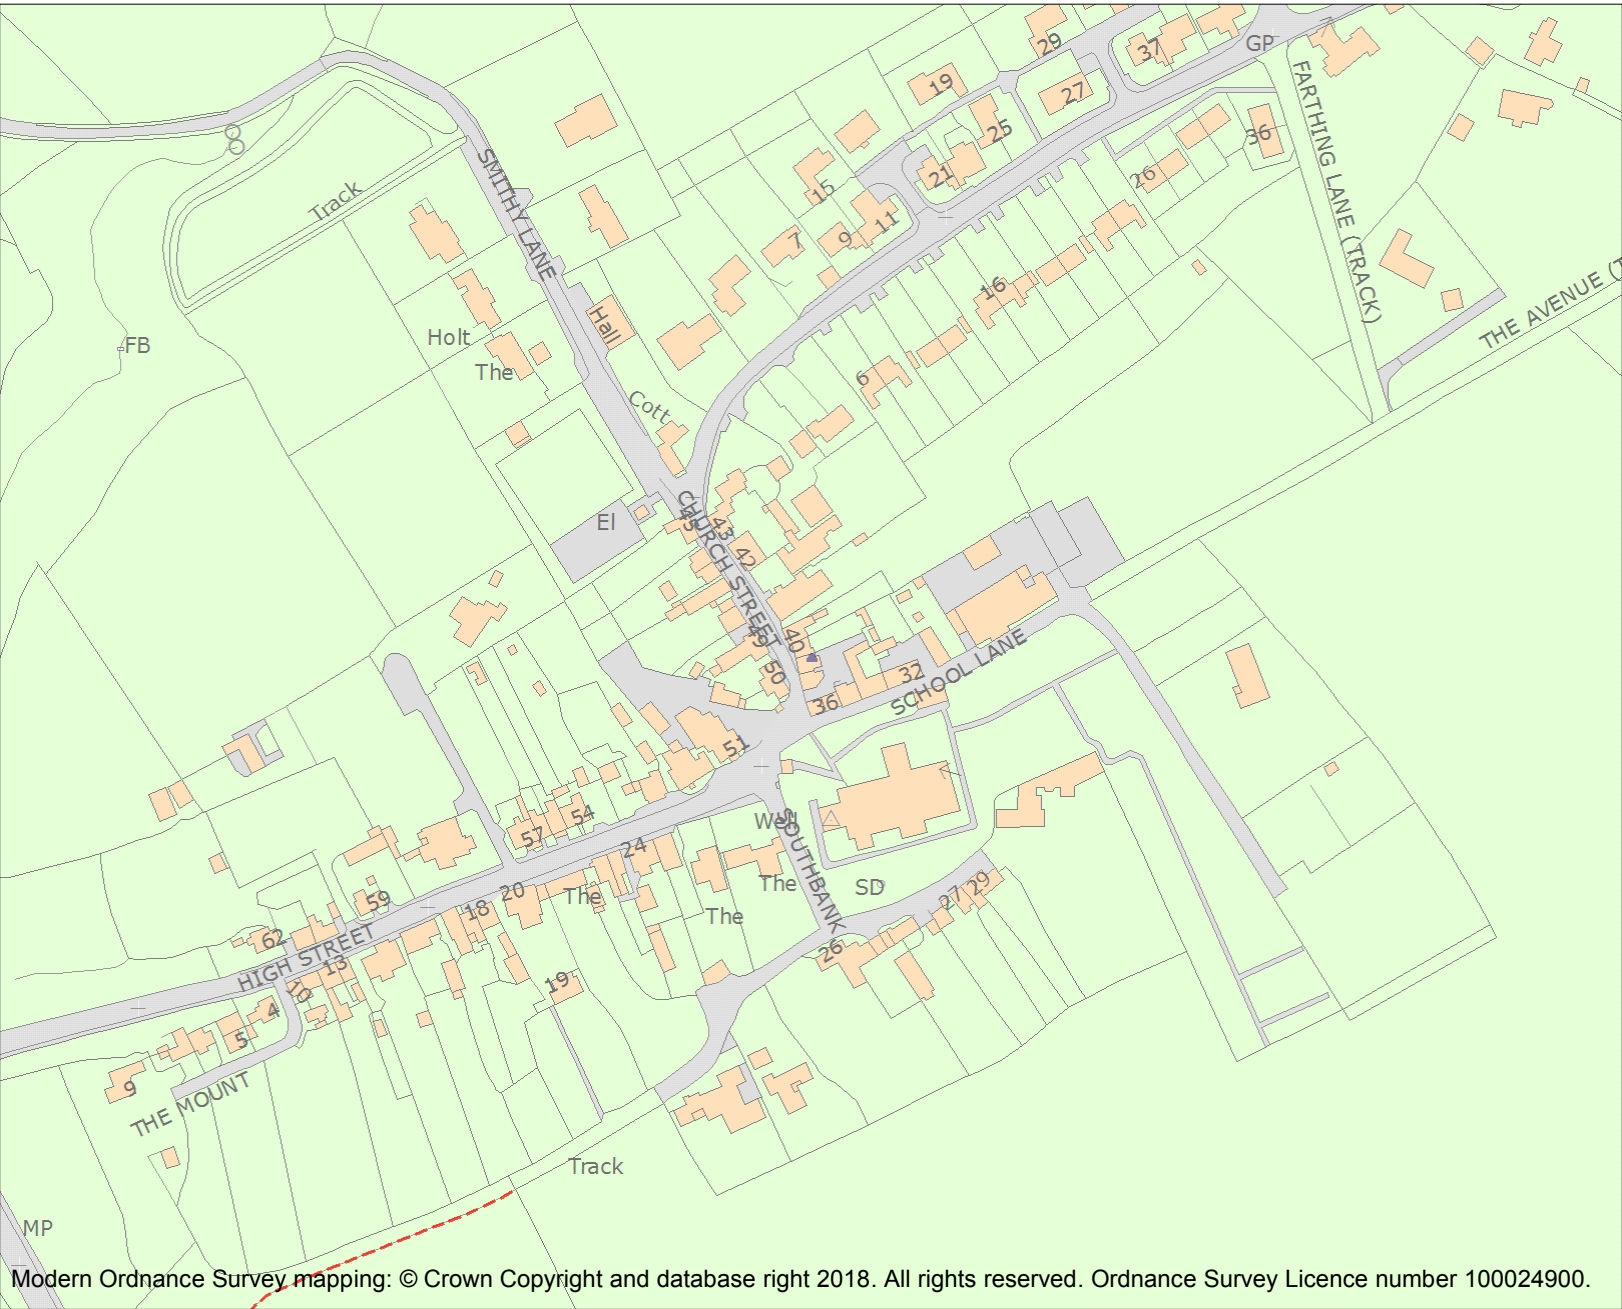 29
37
GP
19
27
25
36
FARTHING LANE (TRACK)
21
26
SMITHY LANE
15
Track
11
9
7
16
THE AVENUE (T
Hall
Holt
FB
The
6
Cott
El
CHURCH STREET
45
43
42
49
40
50
32
SCHOOL LANE
36
51
54
57
Well
SOUTHBANK
24
The
SD
The
27
29
59
20
The
18
62
HIGH STREET
13
26
10
19
4
5
9
THE MOUNT
Track
MP
Modern Ordnance Survey mapping: © Crown Copyright and database right 2018. All rights reserved. Ordnance Survey Licence number 100024900.